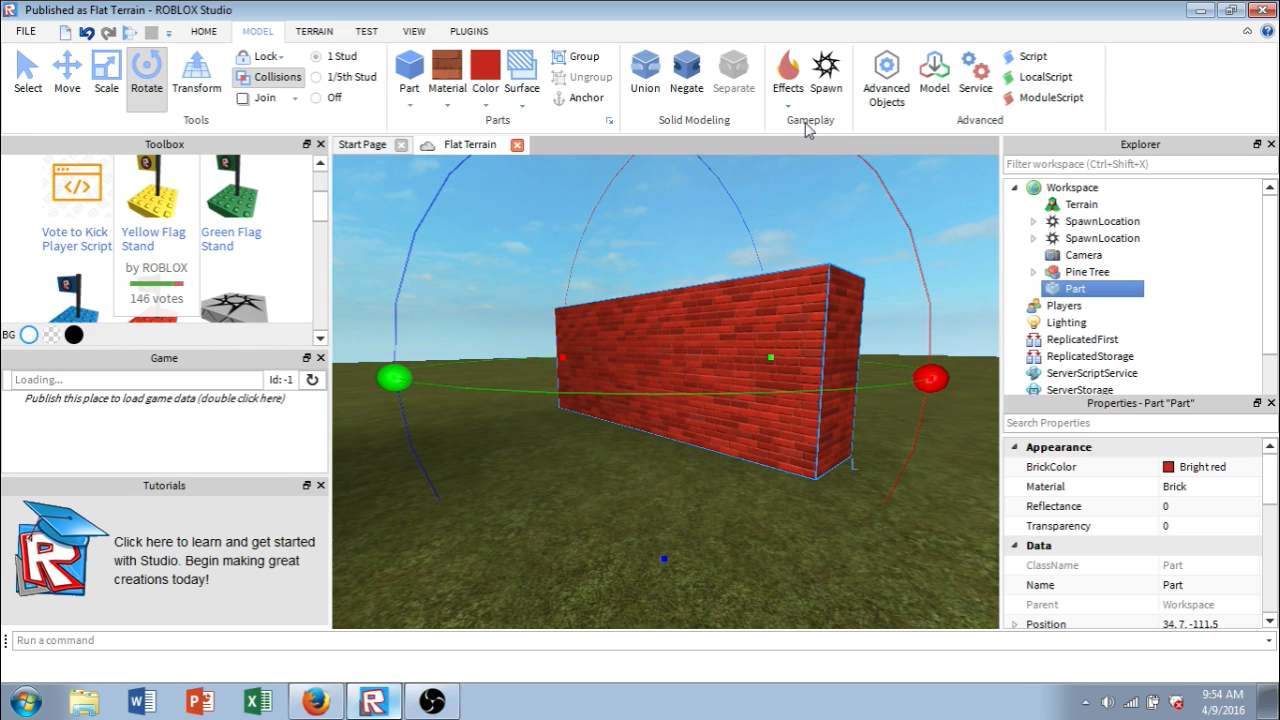 Published as Flat Terrain - ROBLOX Studio
FILE HOME MODEL TERRAIN TEST VIEW PLUGINS
Select Move Scale Rotate Transform
Lock
Collisions
Join
1 Stud
1/5th Stud
Off
Tools
Part Material Color Surface
Group
Ungroup
Anchor
Parts
Union Negate Separate
Solid Modeling
Effects Spawn
Gameplay
Advanced Objects Model Service
Script
LocalScript
ModuleScript
Advanced
Toolbox
Vote to Kick
Player Script
Yellow Flag
Stand
by ROBLOX
146 votes
Green Flag
Stand
BG
Game
Loading... Id: -1
Publish this place to load game data (double click here)
Tutorials
Click here to learn and get started
with Studio. Begin making great
creations today!
Start Page Flat Terrain
L
Explorer
Filter workspace (Ctrl+Shift+X)
Workspace
Terrain
SpawnLocation
SpawnLocation
Camera
Pine Tree
Part
Players
Lighting
ReplicatedFirst
ReplicatedStorage
ServerScriptService
ServerStorage
Properties - Part "Part"
Search Properties
Appearance
BrickColor Bright red
Material Brick
Reflectance 0
Transparency 0
Data
ClassName Part
Name Part
Parent Workspace
Position 34, 7, -111.5
Run a command
9:54 AM
4/9/2016